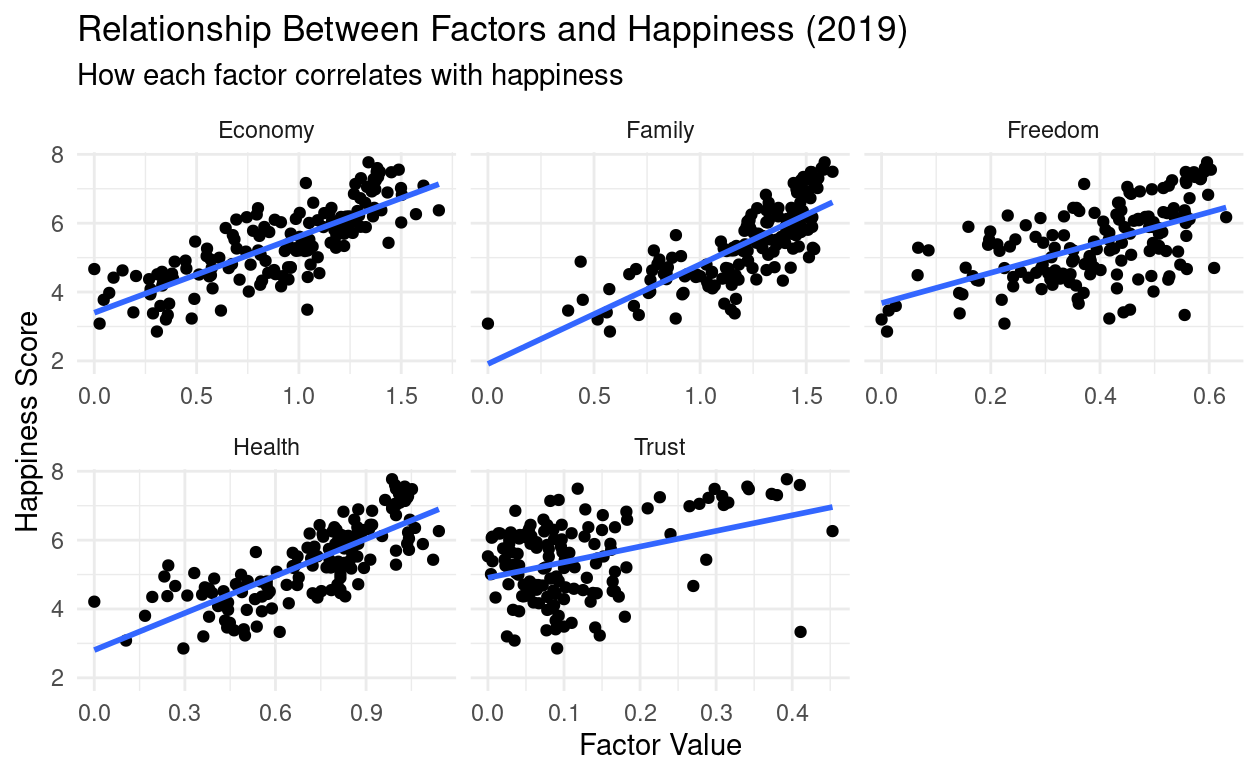 Relationship Between Factors and Happiness (2019)
How each factor correlates with happiness
Economy
Family
Freedom
8
6
4
2
0.0 0.5 1.0 1.5
0.0 0.5 1.0 1.5
0.0 0.2 0.4 0.6
Happiness Score
Health
Trust
8
6
4
2
0.0 0.3 0.6 0.9
0.0 0.1 0.2 0.3 0.4
Factor Value